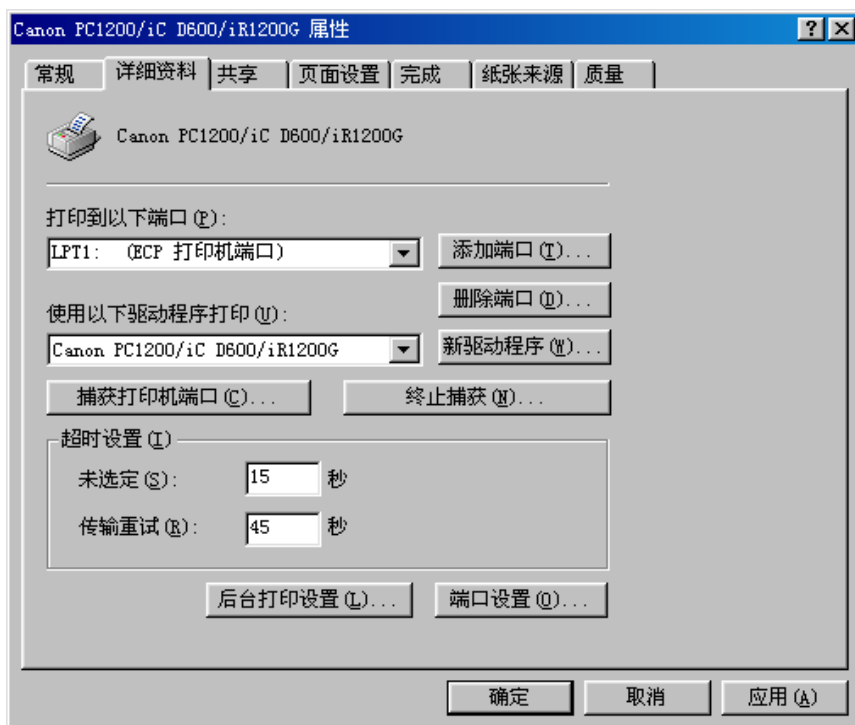 Canon PC1200/iC D600/iR1200G 属性
常规 详细资料 共享 页面设置 完成 纸张来源 质量
Canon PC1200/iC D600/iR1200G
打印到以下端口(P):
LPT1: (ECP 打印机端口) 添加端口(T)...
删除端口(D)...
使用以下驱动程序打印(U):
Canon PC1200/iC D600/iR1200G 新驱动程序(W)...
捕获打印机端口(C)... 终止捕获(N)...
超时设置(I)
未选定(S): 15 秒
传输重试(R): 45 秒
后台打印设置(L)... 端口设置(O)...
确定 取消 应用(A)